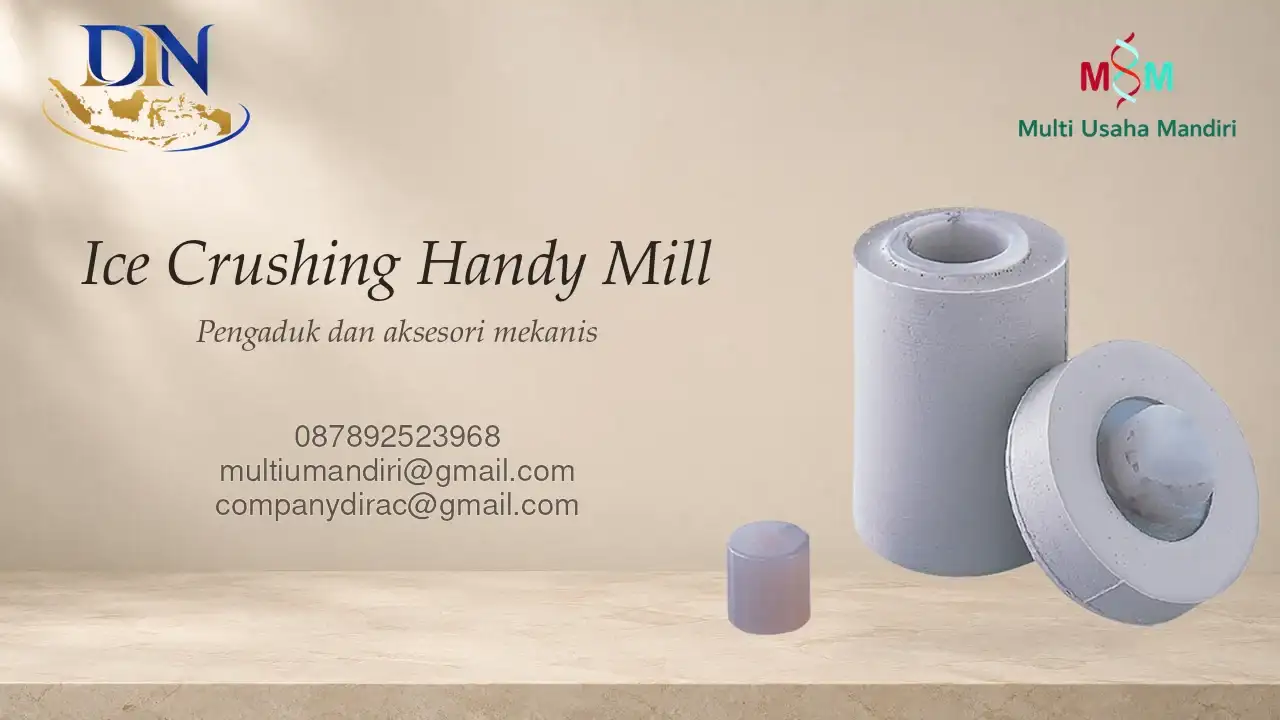 DIN
MSM
Multi Usaha Mandiri
Ice Crushing Handy Mill
Pengaduk dan aksesori mekanis
087892523968
multiumandiri@gmail.com
companydirac@gmail.com